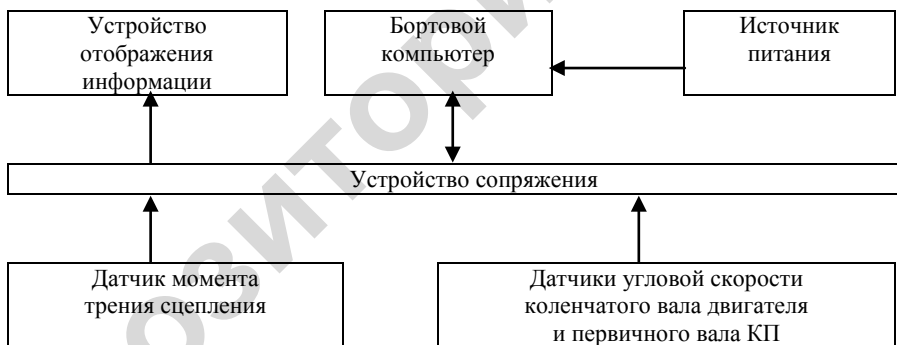 Устройство
отображения
информации
Бортовой
компьютер
Источник
питания
Устройство сопряжения
Датчик момента
трения сцепления
Датчики угловой скорости
коленчатого вала двигателя
и первичного вала КП
озитори